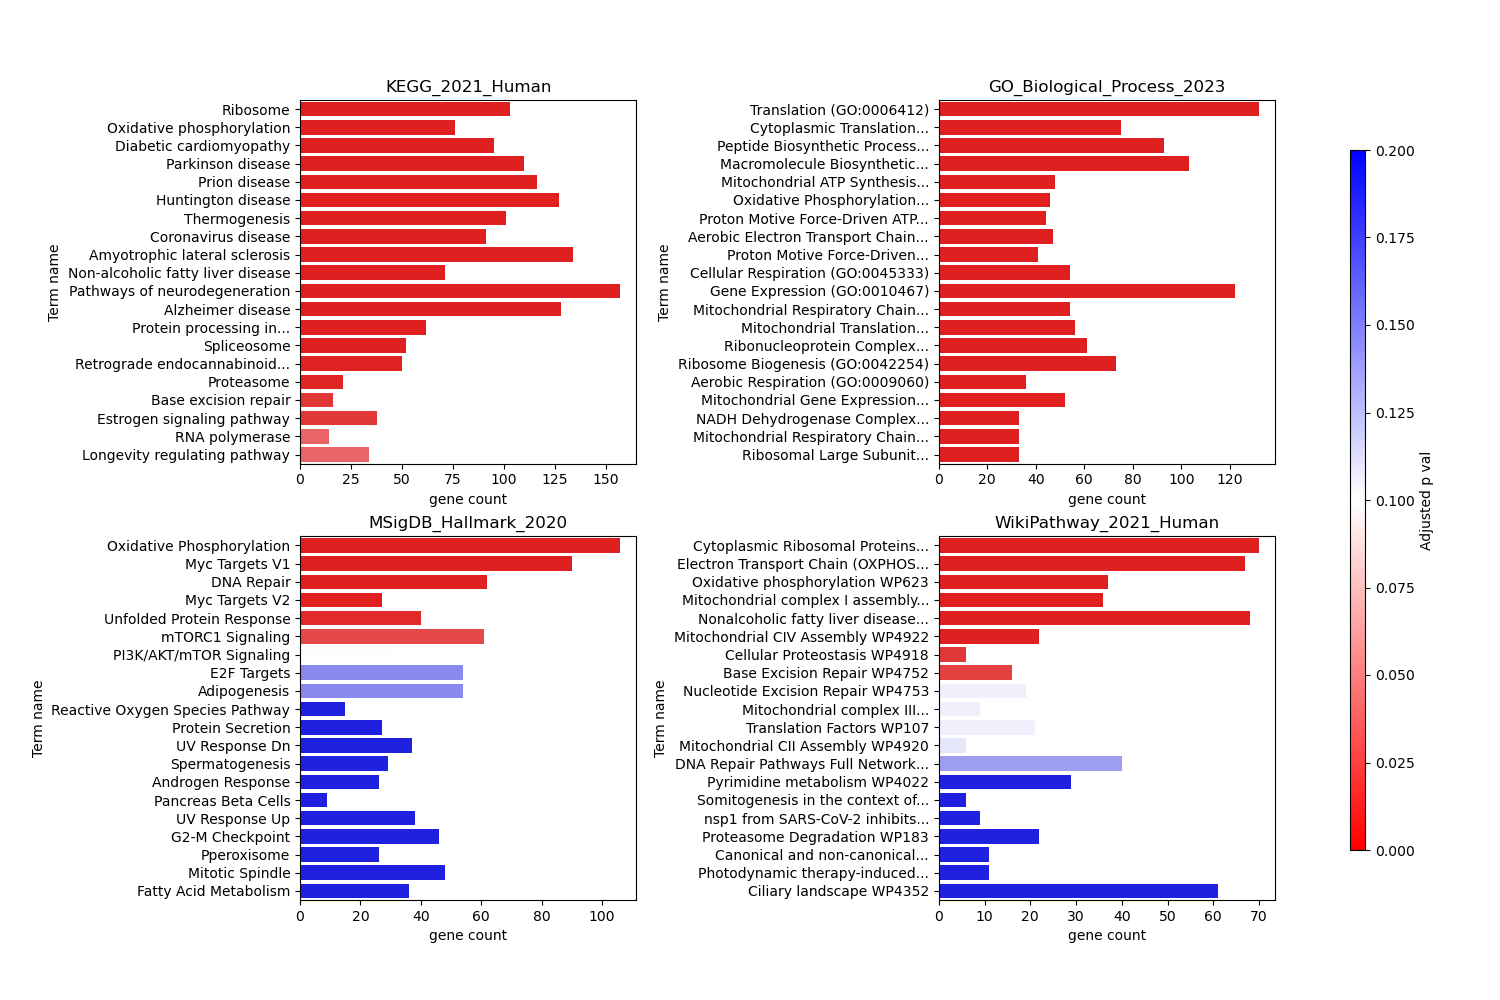 KEGG_2021_Human
Term name
Ribosome
Oxidative phosphorylation
Diabetic cardiomyopathy
Parkinson disease
Prion disease
Huntington disease
Thermogenesis
Coronavirus disease
Amyotrophic lateral sclerosis
Non-alcoholic fatty liver disease
Pathways of neurodegeneration
Alzheimer disease
Protein processing in...
Spliceosome
Retrograde endocannabinoid...
Proteasome
Base excision repair
Estrogen signaling pathway
RNA polymerase
Longevity regulating pathway
0 25 50 75 100 125 150
gene count
GO_Biological_Process_2023
Term name
Translation (GO:0006412)
Cytoplasmic Translation...
Peptide Biosynthetic Process...
Macromolecule Biosynthetic...
Mitochondrial ATP Synthesis...
Oxidative Phosphorylation...
Proton Motive Force-Driven ATP...
Aerobic Electron Transport Chain...
Proton Motive Force-Driven...
Cellular Respiration (GO:0045333)
Gene Expression (GO:0010467)
Mitochondrial Respiratory Chain...
Mitochondrial Translation...
Ribonucleoprotein Complex...
Ribosome Biogenesis (GO:0042254)
Aerobic Respiration (GO:0009060)
Mitochondrial Gene Expression...
NADH Dehydrogenase Complex...
Mitochondrial Respiratory Chain...
Ribosomal Large Subunit...
0 20 40 60 80 100 120
gene count
MSigDB_Hallmark_2020
Term name
Oxidative Phosphorylation
Myc Targets V1
DNA Repair
Myc Targets V2
Unfolded Protein Response
mTORC1 Signaling
PI3K/AKT/mTOR Signaling
E2F Targets
Adipogenesis
Reactive Oxygen Species Pathway
Protein Secretion
UV Response Dn
Spermatogenesis
Androgen Response
Pancreas Beta Cells
UV Response Up
G2-M Checkpoint
Pperoxisome
Mitotic Spindle
Fatty Acid Metabolism
0 20 40 60 80 100
gene count
WikiPathway_2021_Human
Term name
Cytoplasmic Ribosomal Proteins...
Electron Transport Chain (OXPHOS...
Oxidative phosphorylation WP623
Mitochondrial complex I assembly...
Nonalcoholic fatty liver disease...
Mitochondrial CIV Assembly WP4922
Cellular Proteostasis WP4918
Base Excision Repair WP4752
Nucleotide Excision Repair WP4753
Mitochondrial complex III...
Translation Factors WP107
Mitochondrial CII Assembly WP4920
DNA Repair Pathways Full Network...
Pyrimidine metabolism WP4022
Somitogenesis in the context of...
nsp1 from SARS-CoV-2 inhibits...
Proteasome Degradation WP183
Canonical and non-canonical...
Photodynamic therapy-induced...
Ciliary landscape WP4352
0 10 20 30 40 50 60 70
gene count
0.200
0.175
0.150
0.125
0.100
0.075
0.050
0.025
0.000
Adjusted p val